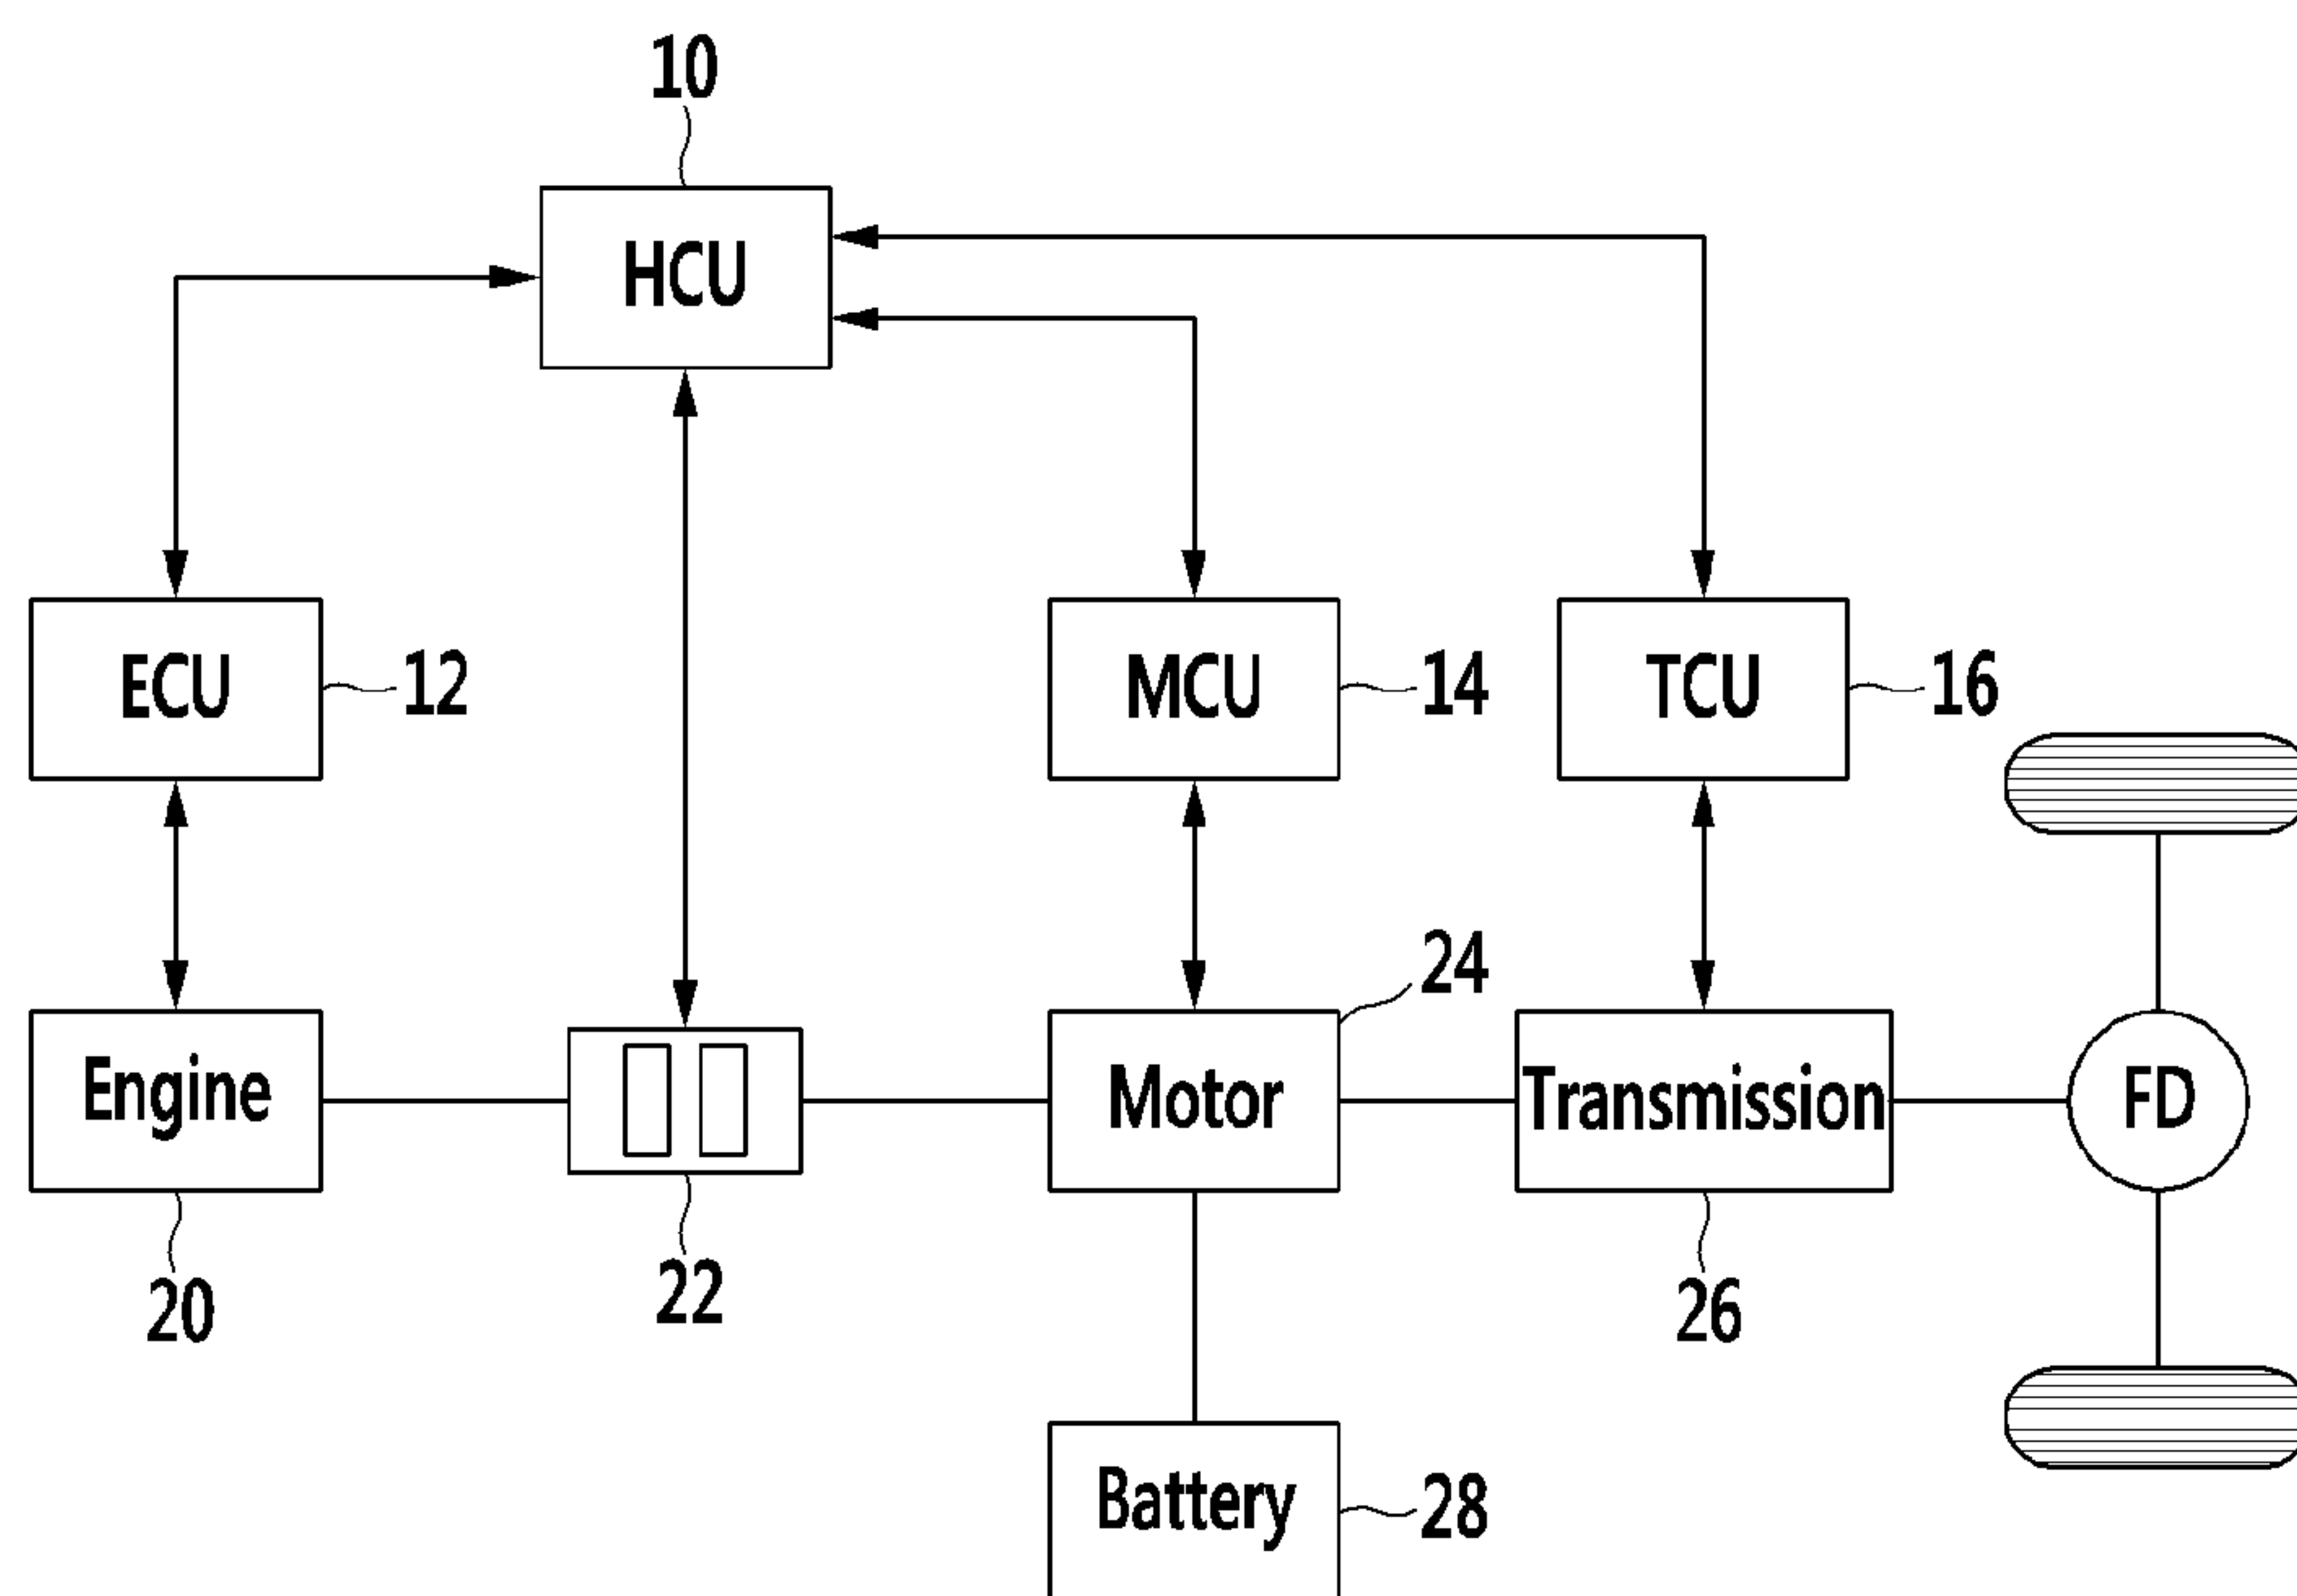 10
HCU
ECU
12
MCU
14
TCU
16
24
Engine
Motor
Transmission
FD
20
22
26
Battery
28